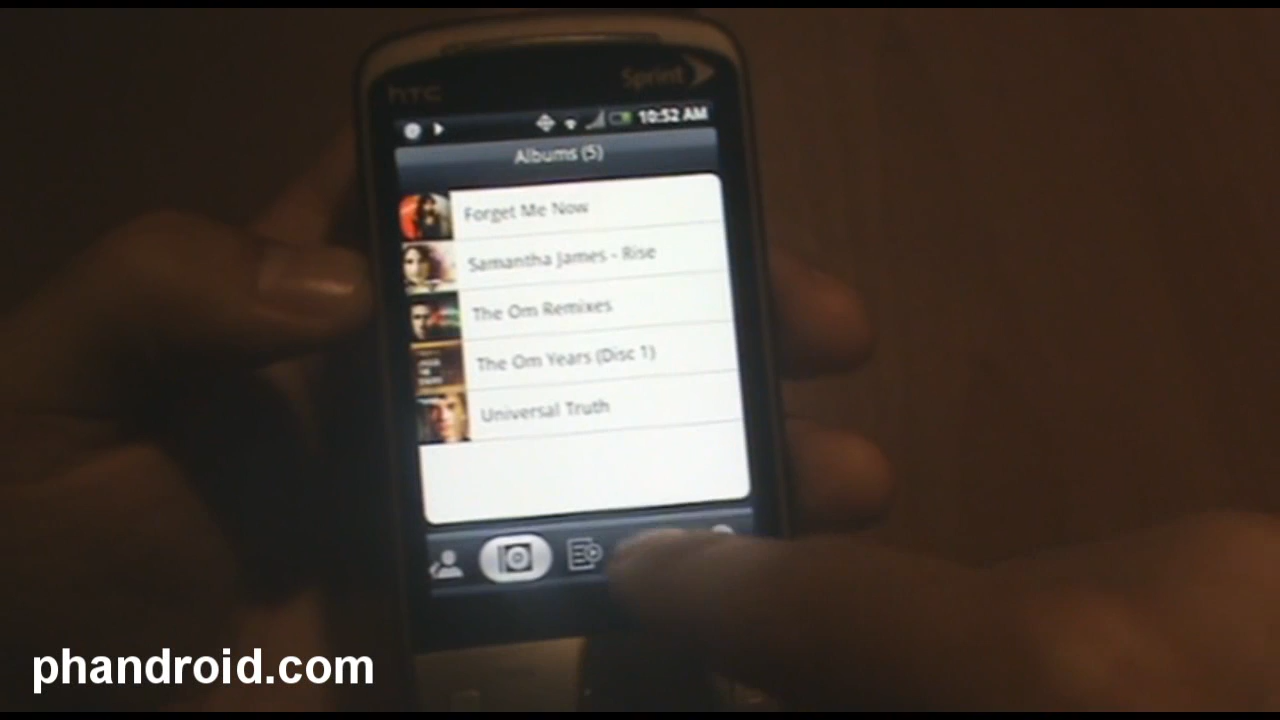 hTC
Sprint
10:52 AM
Albums (5)
Forget Me Now
Samantha James - Rise
The Om Remixes
The Om Years (Disc 1)
Universal Truth
phandroid.com